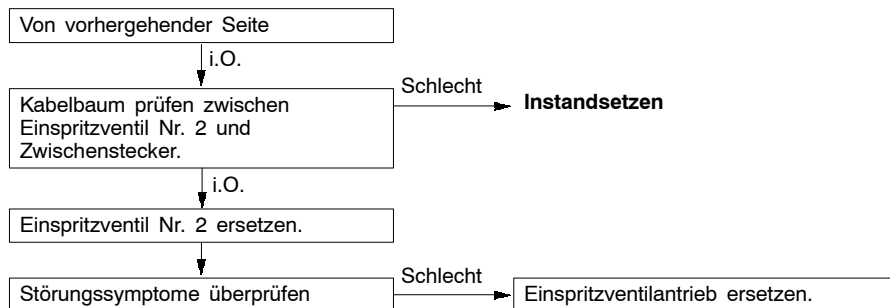 Von vorhergehender Seite
i.O.
Kabelbaum prüfen zwischen
Einspritzventil Nr. 2 und
Zwischenstecker.
Schlecht
Instandsetzen
i.O.
Einspritzventil Nr. 2 ersetzen.
Störungssymptome überprüfen
Schlecht
Einspritzventilantrieb ersetzen.